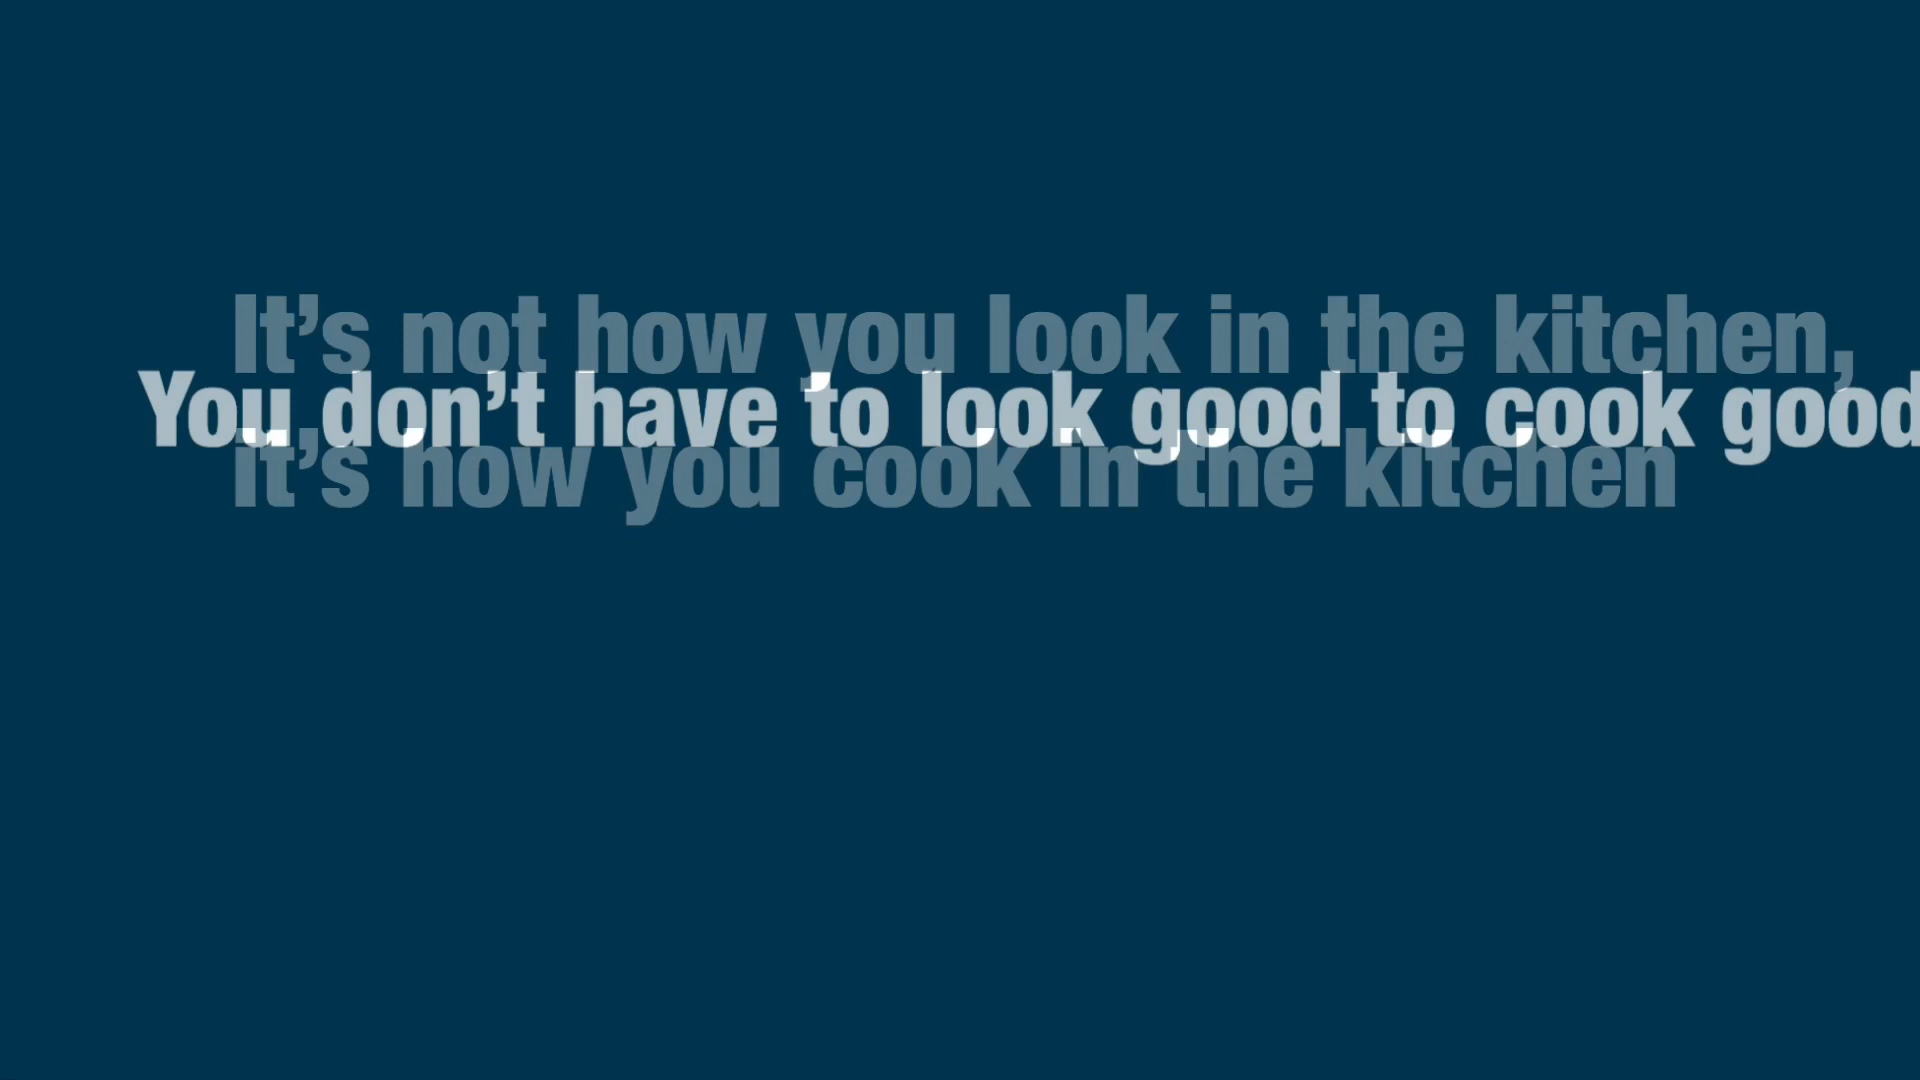 It’s not how you look in the kitchen,
You don’t have to look good to cook good
it’s how you cook in the kitchen